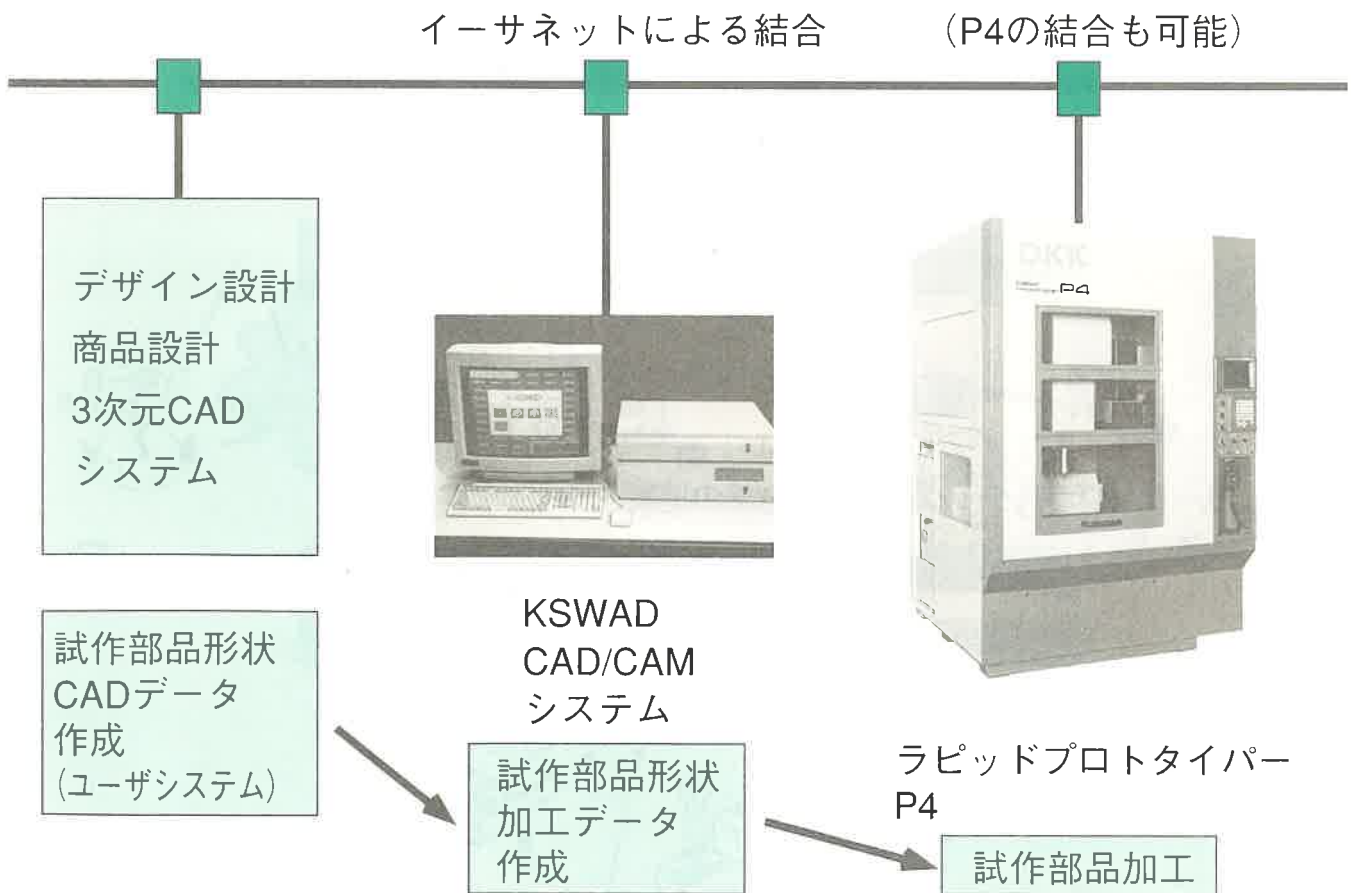 イーサネットによる結合 (P4の結合も可能)
デザイン設計
商品設計
3次元CAD
システム
P4
KSWAD
CAD/CAM
システム
試作部品形状
CADデータ
作成
(ユーザシステム)
試作部品形状
加工データ
作成
ラピッドプロトタイパー
P4
試作部品加工